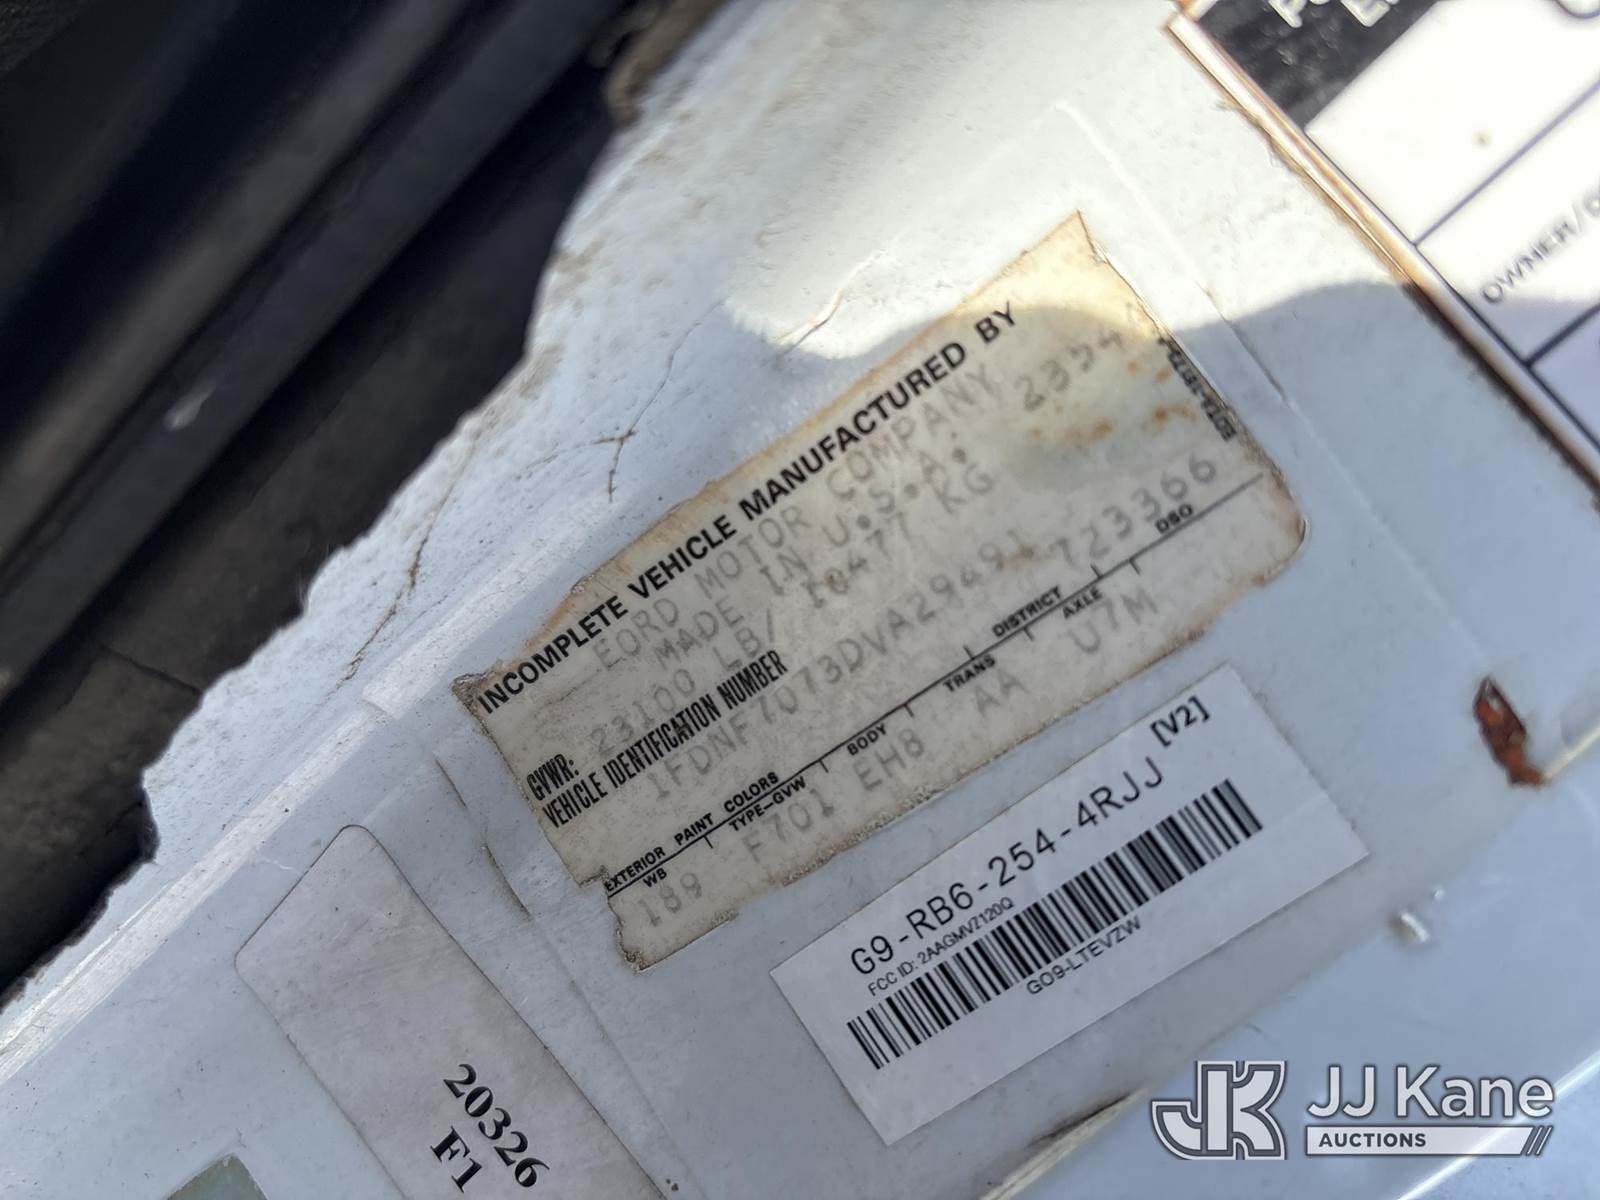 OWNER/
INCOMPLETE VEHICLE MANUFACTURED BY
FORD MOTOR COMPANY
MADE IN U.S.A.
GVWR: 23100 LB/ 10477 KG
VEHICLE IDENTIFICATION NUMBER
1FDNF7073DVA29491
723366
EXTERIOR PAINT COLORS
DISTRICT
DSO
WB
TYPE-GVW
BODY
TRANS
AXLE
189
F701
EH8
AA
U7M
G9-RB6-254-4RJJ [V2]
FCC ID: 2AAGMVZ120Q
GO9-LTEVZW
20326
F1
JJ Kane
AUCTIONS